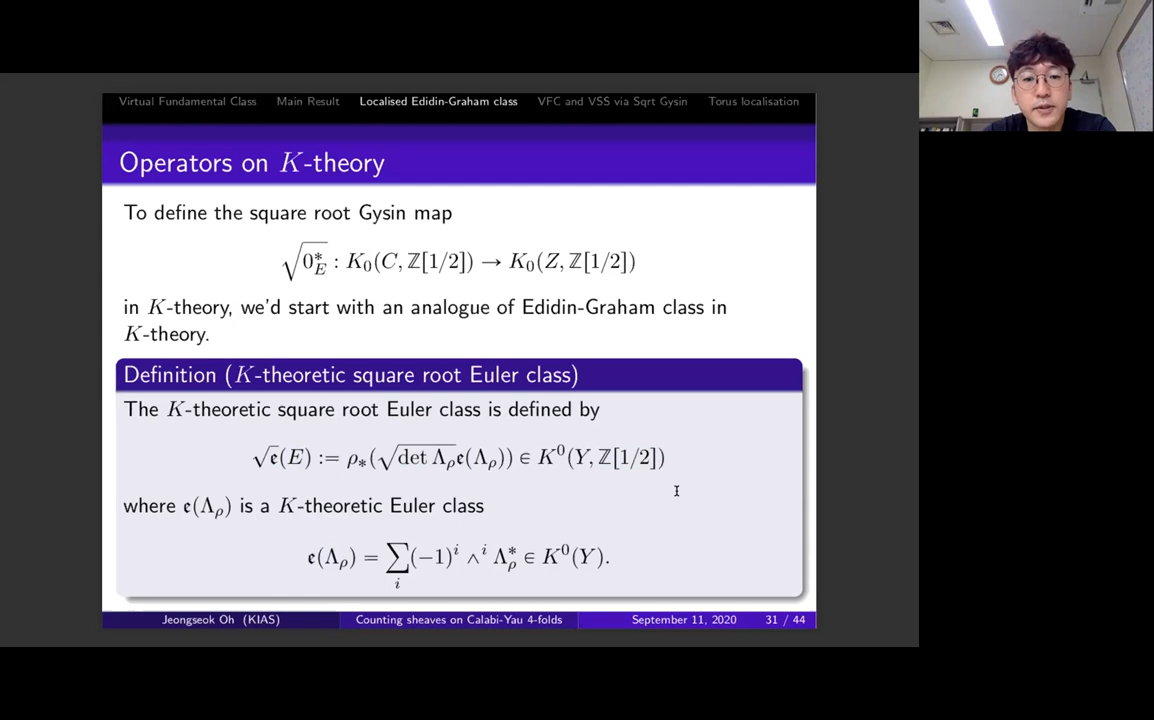 Virtual Fundamental Class Main Result Localised Edidin-Graham class VFC and VSS via Sqrt Gysin Torus localisation
Operators on K-theory
To define the square root Gysin map
√0*_E : K₀(C, ℤ[1/2]) → K₀(Z, ℤ[1/2])
in K-theory, we'd start with an analogue of Edidin-Graham class in
K-theory.
Definition (K-theoretic square root Euler class)
The K-theoretic square root Euler class is defined by
√𝔢(E) := ρ_*(√det Λ_ρ 𝔢(Λ_ρ)) ∈ K⁰(Y, ℤ[1/2])
where 𝔢(Λ_ρ) is a K-theoretic Euler class
𝔢(Λ_ρ) = ∑_i (−1)^i ∧^i Λ*_ρ ∈ K⁰(Y).
Jeongseok Oh (KIAS) Counting sheaves on Calabi-Yau 4-folds September 11, 2020 31 / 44